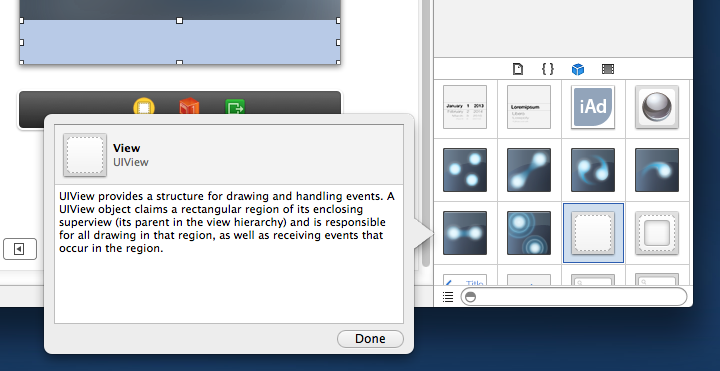 { }
January 1 2013
Loremipsum
iAd
View
UIView
UIView provides a structure for drawing and handling events. A
UIView object claims a rectangular region of its enclosing
superview (its parent in the view hierarchy) and is responsible
for all drawing in that region, as well as receiving events that
occur in the region.
Title
Done